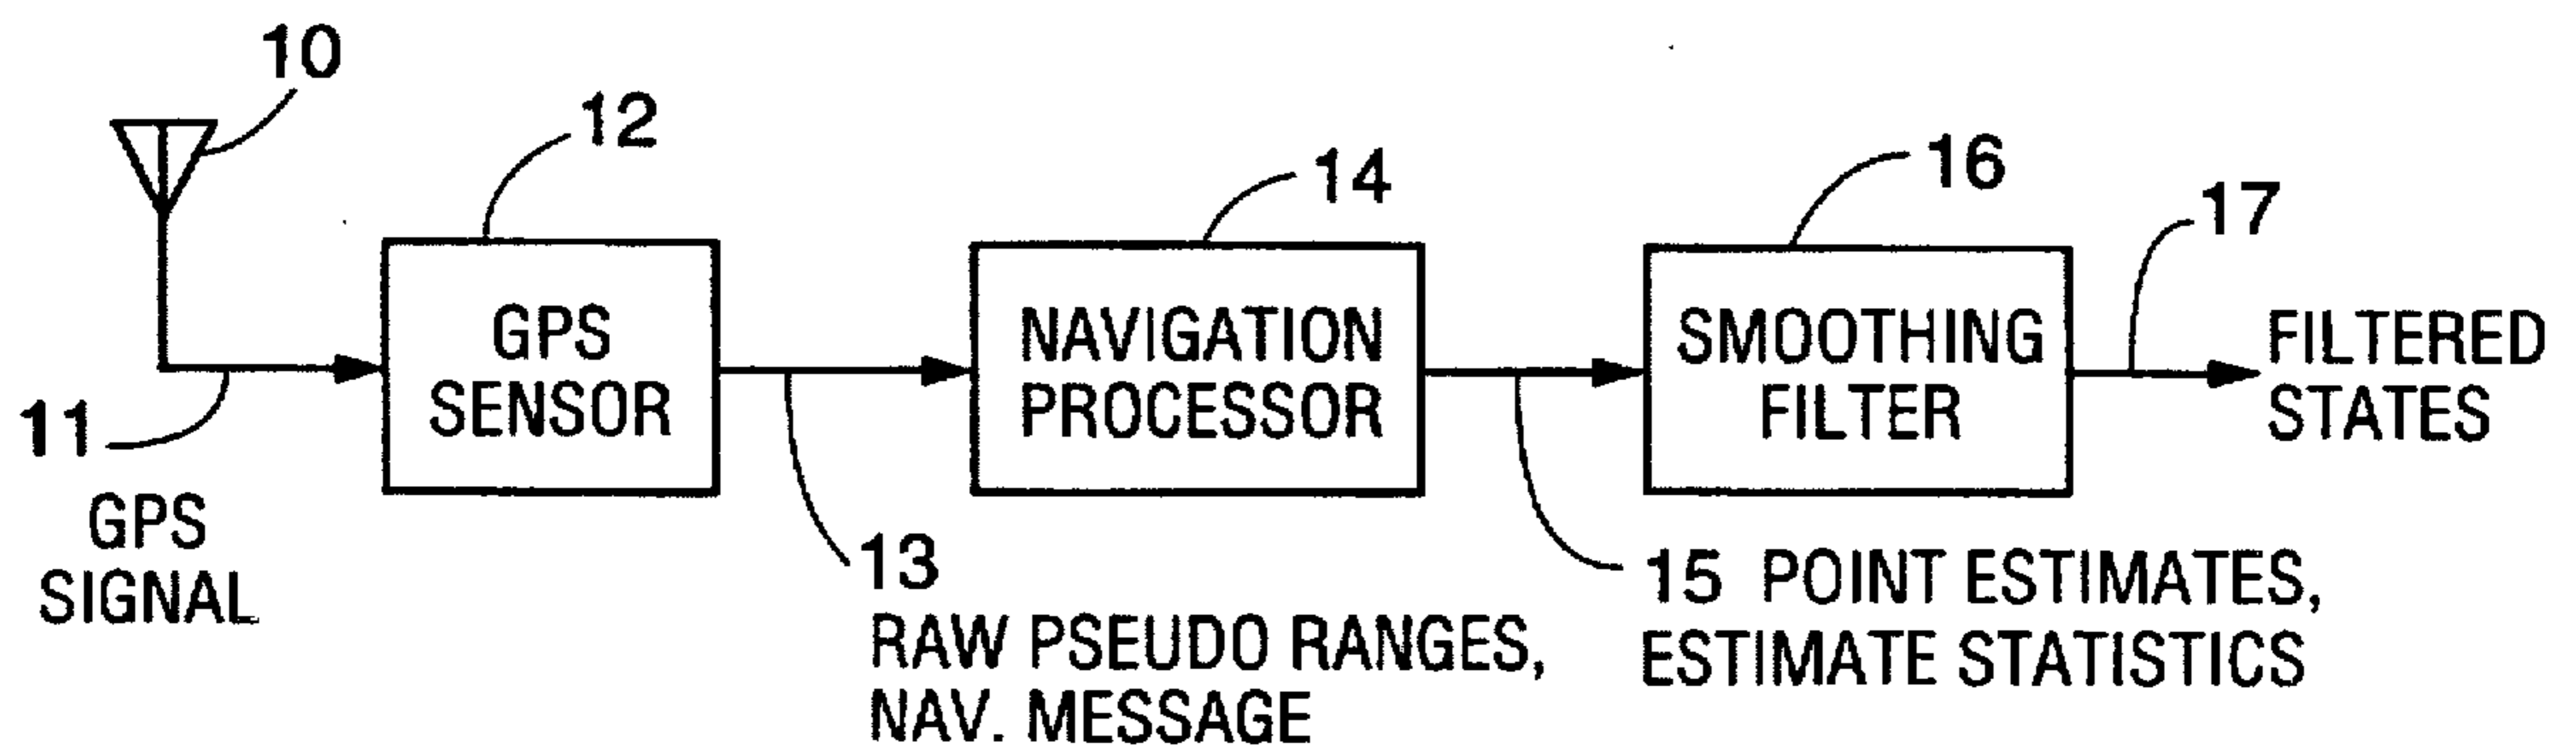 10
12
14
16
17
GPS
SENSOR
NAVIGATION
PROCESSOR
SMOOTHING
FILTER
FILTERED
STATES
11
GPS
SIGNAL
13
RAW PSEUDO RANGES,
NAV. MESSAGE
15 POINT ESTIMATES,
ESTIMATE STATISTICS